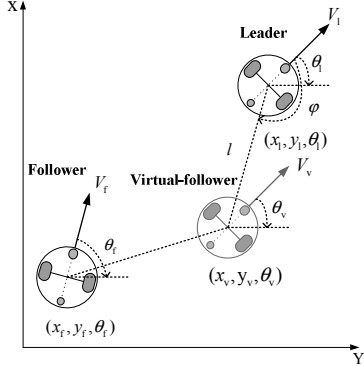 X
Leader
V_l
θ_l
φ
(x_l, y_l, θ_l)
l
Follower
Virtual-follower
V_f
V_v
θ_f
θ_v
(x_v, y_v, θ_v)
(x_f, y_f, θ_f)
Y